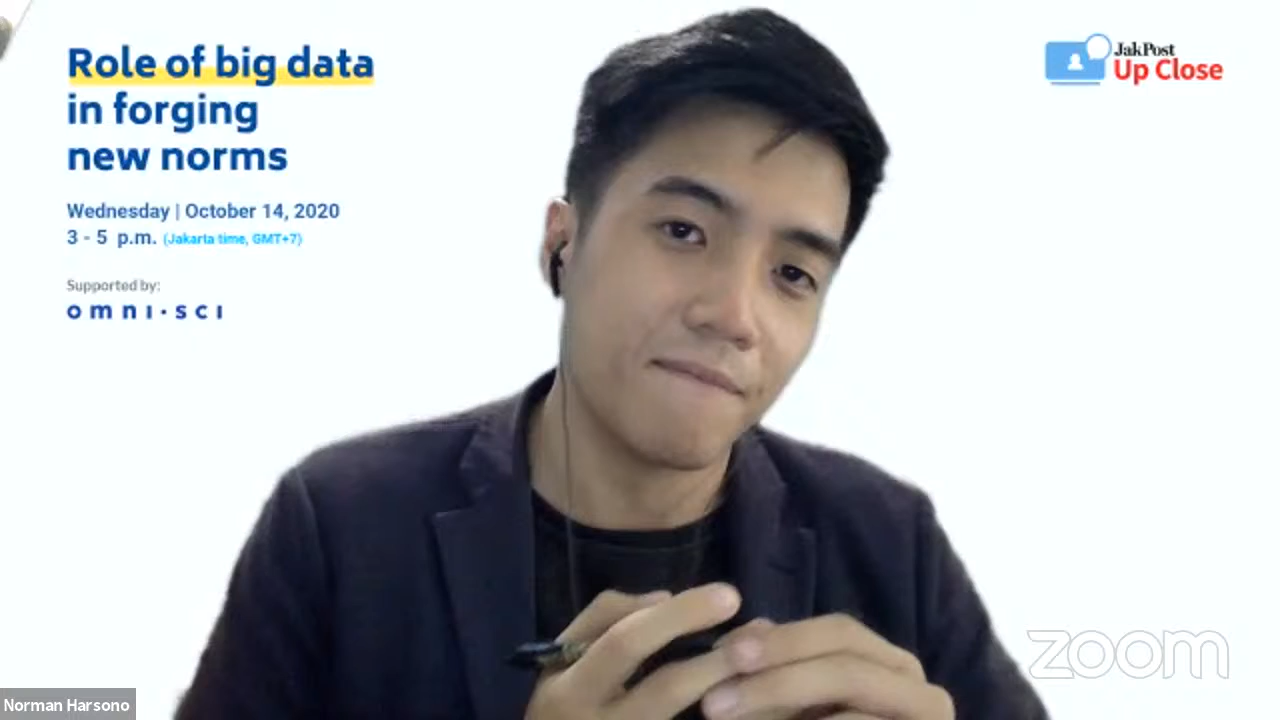 Role of big data
in forging
new norms
Wednesday | October 14, 2020
3 - 5 p.m. (Jakarta time, GMT+7)
Supported by:
omni·sci
JakPost
Up Close
zoom
Norman Harsono